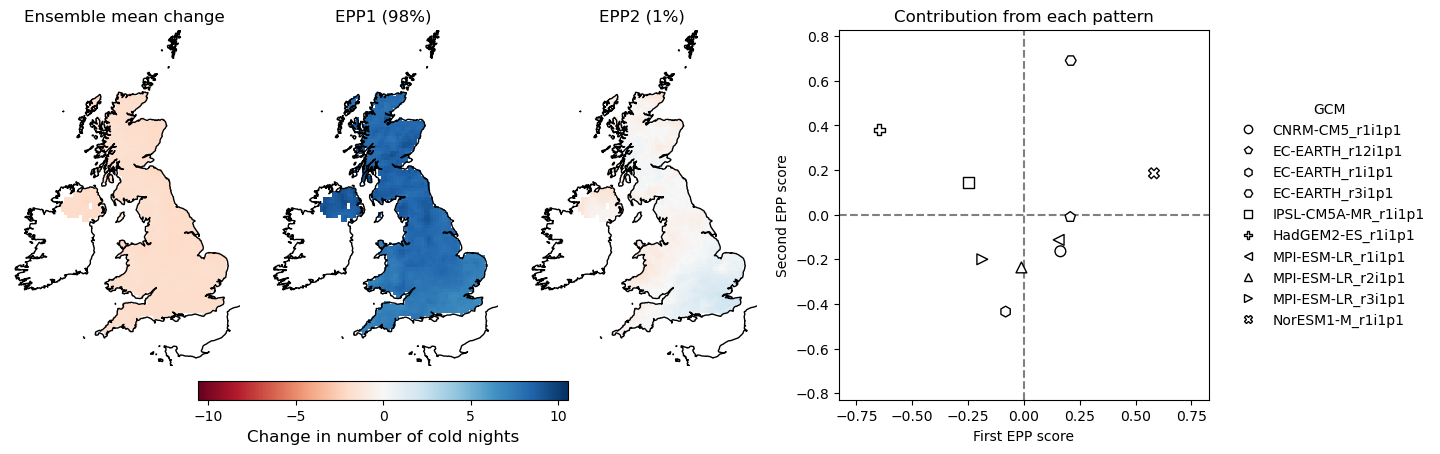 Ensemble mean change
EPP1 (98%)
EPP2 (1%)
−10
−5
0
5
10
Change in number of cold nights
Contribution from each pattern
0.8
0.6
0.4
0.2
0.0
−0.2
−0.4
−0.6
−0.8
Second EPP score
−0.75
−0.50
−0.25
0.00
0.25
0.50
0.75
First EPP score
GCM
CNRM-CM5_r1i1p1
EC-EARTH_r12i1p1
EC-EARTH_r1i1p1
EC-EARTH_r3i1p1
IPSL-CM5A-MR_r1i1p1
HadGEM2-ES_r1i1p1
MPI-ESM-LR_r1i1p1
MPI-ESM-LR_r2i1p1
MPI-ESM-LR_r3i1p1
NorESM1-M_r1i1p1